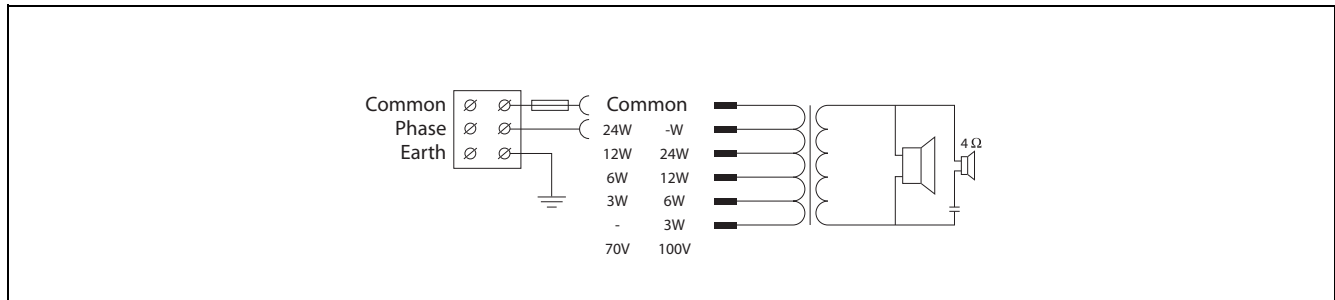 Common Common
Phase 24W -W
Earth 12W 24W 4 Ω
6W 12W
3W 6W
- 3W
70V 100V